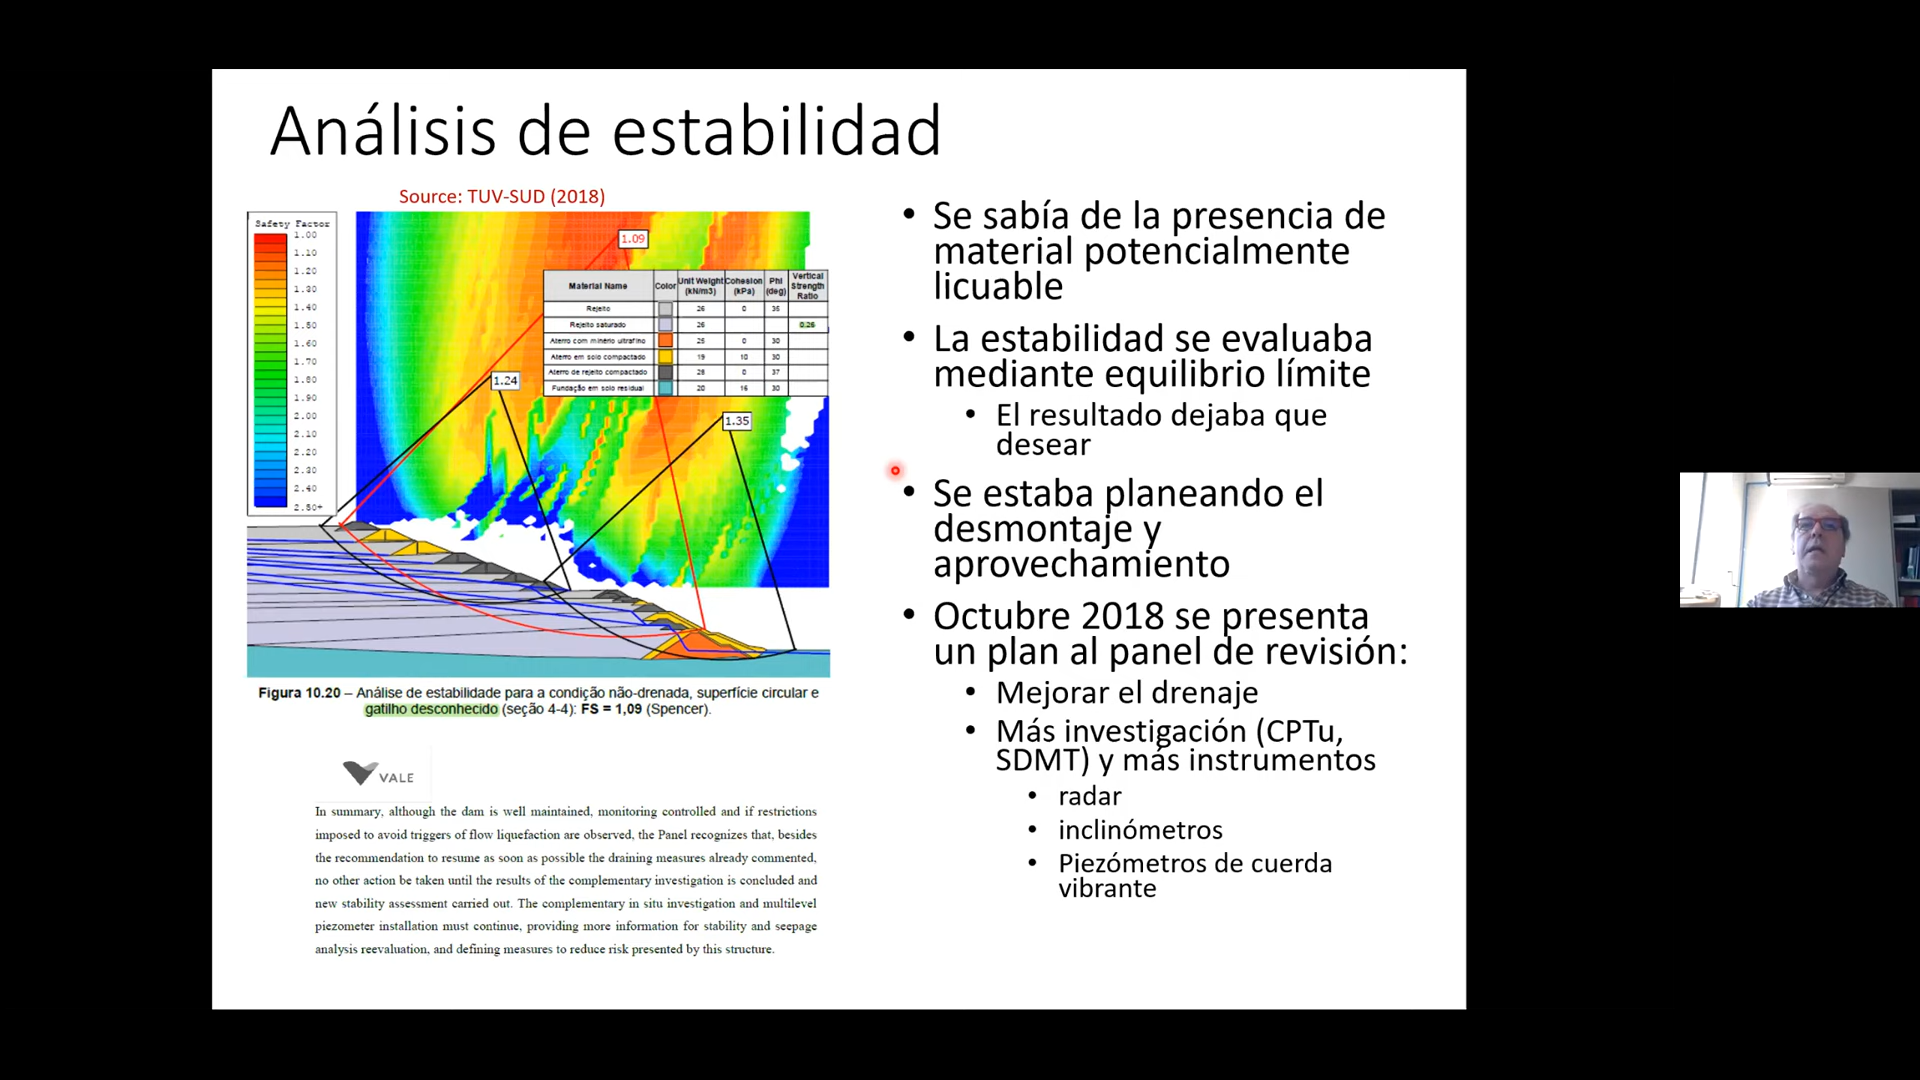 Análisis de estabilidad
Source: TUV-SUD (2018)
Safety Factor
1.00
1.10
1.20
1.30
1.40
1.50
1.60
1.70
1.80
1.90
2.00
2.10
2.20
2.30
2.40
2.50+
1.09
1.24
1.35
Material Name Color Unit Weight (kN/m3) Cohesion (kPa) Phi (deg) Vertical Strength Ratio
Rejeito 26 0 35
Rejeito saturado 26 0.26
Aterro com minério ultrafino 25 0 30
Aterro em solo compactado 19 10 30
Aterro de rejeito compactado 28 0 37
Fundação em solo residual 20 16 30
Figura 10.20 – Análise de estabilidade para a condição não-drenada, superfície circular e
gatilho desconhecido (seção 4-4): FS = 1,09 (Spencer).
VALE
In summary, although the dam is well maintained, monitoring controlled and if restrictions
imposed to avoid triggers of flow liquefaction are observed, the Panel recognizes that, besides
the recommendation to resume as soon as possible the draining measures already commented,
no other action be taken until the results of the complementary investigation is concluded and
new stability assessment carried out. The complementary in situ investigation and multilevel
piezometer installation must continue, providing more information for stability and seepage
analysis reevaluation, and defining measures to reduce risk presented by this structure.
• Se sabía de la presencia de
material potencialmente
licuable
• La estabilidad se evaluaba
mediante equilibrio límite
• El resultado dejaba que
desear
• Se estaba planeando el
desmontaje y
aprovechamiento
• Octubre 2018 se presenta
un plan al panel de revisión:
• Mejorar el drenaje
• Más investigación (CPTu,
SDMT) y más instrumentos
• radar
• inclinómetros
• Piezómetros de cuerda
vibrante